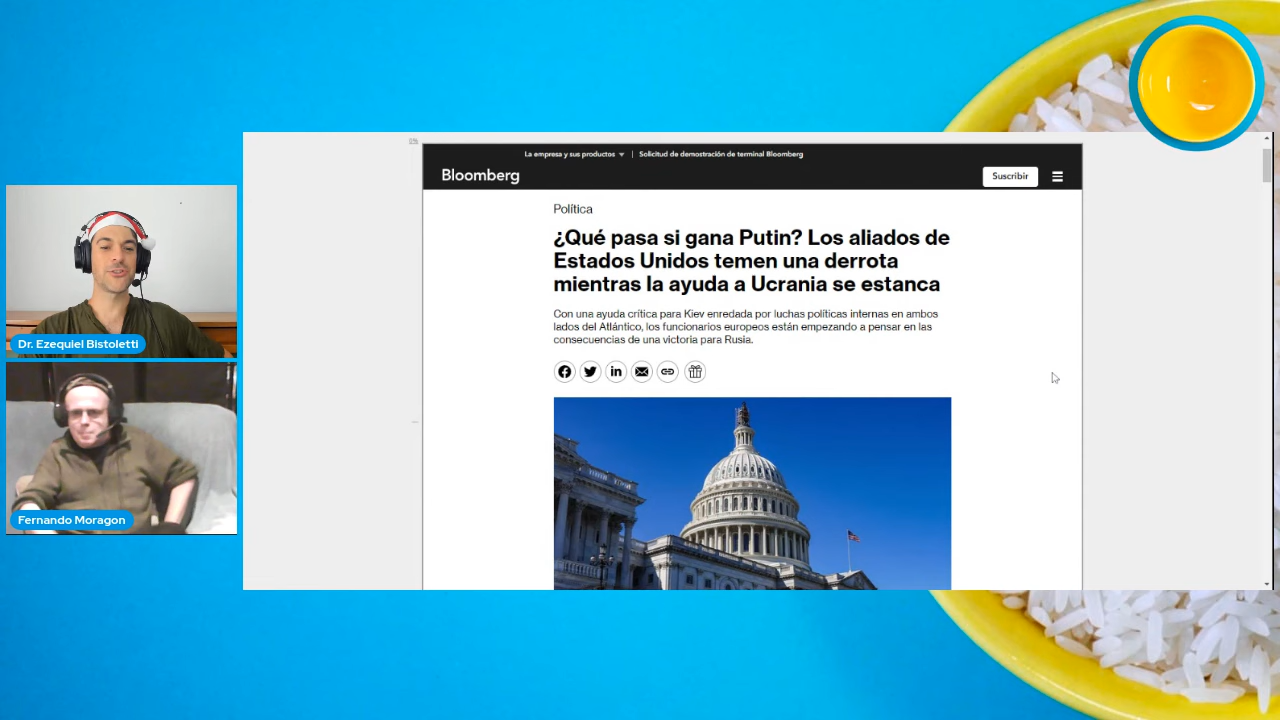 La empresa y sus productos | Solicitud de demostración de terminal Bloomberg
Bloomberg
Suscribir
Política
¿Qué pasa si gana Putin? Los aliados de
Estados Unidos temen una derrota
mientras la ayuda a Ucrania se estanca
Con una ayuda crítica para Kiev enredada por luchas políticas internas en ambos
lados del Atlántico, los funcionarios europeos están empezando a pensar en las
consecuencias de una victoria para Rusia.
Dr. Ezequiel Bistoletti
Fernando Moragon